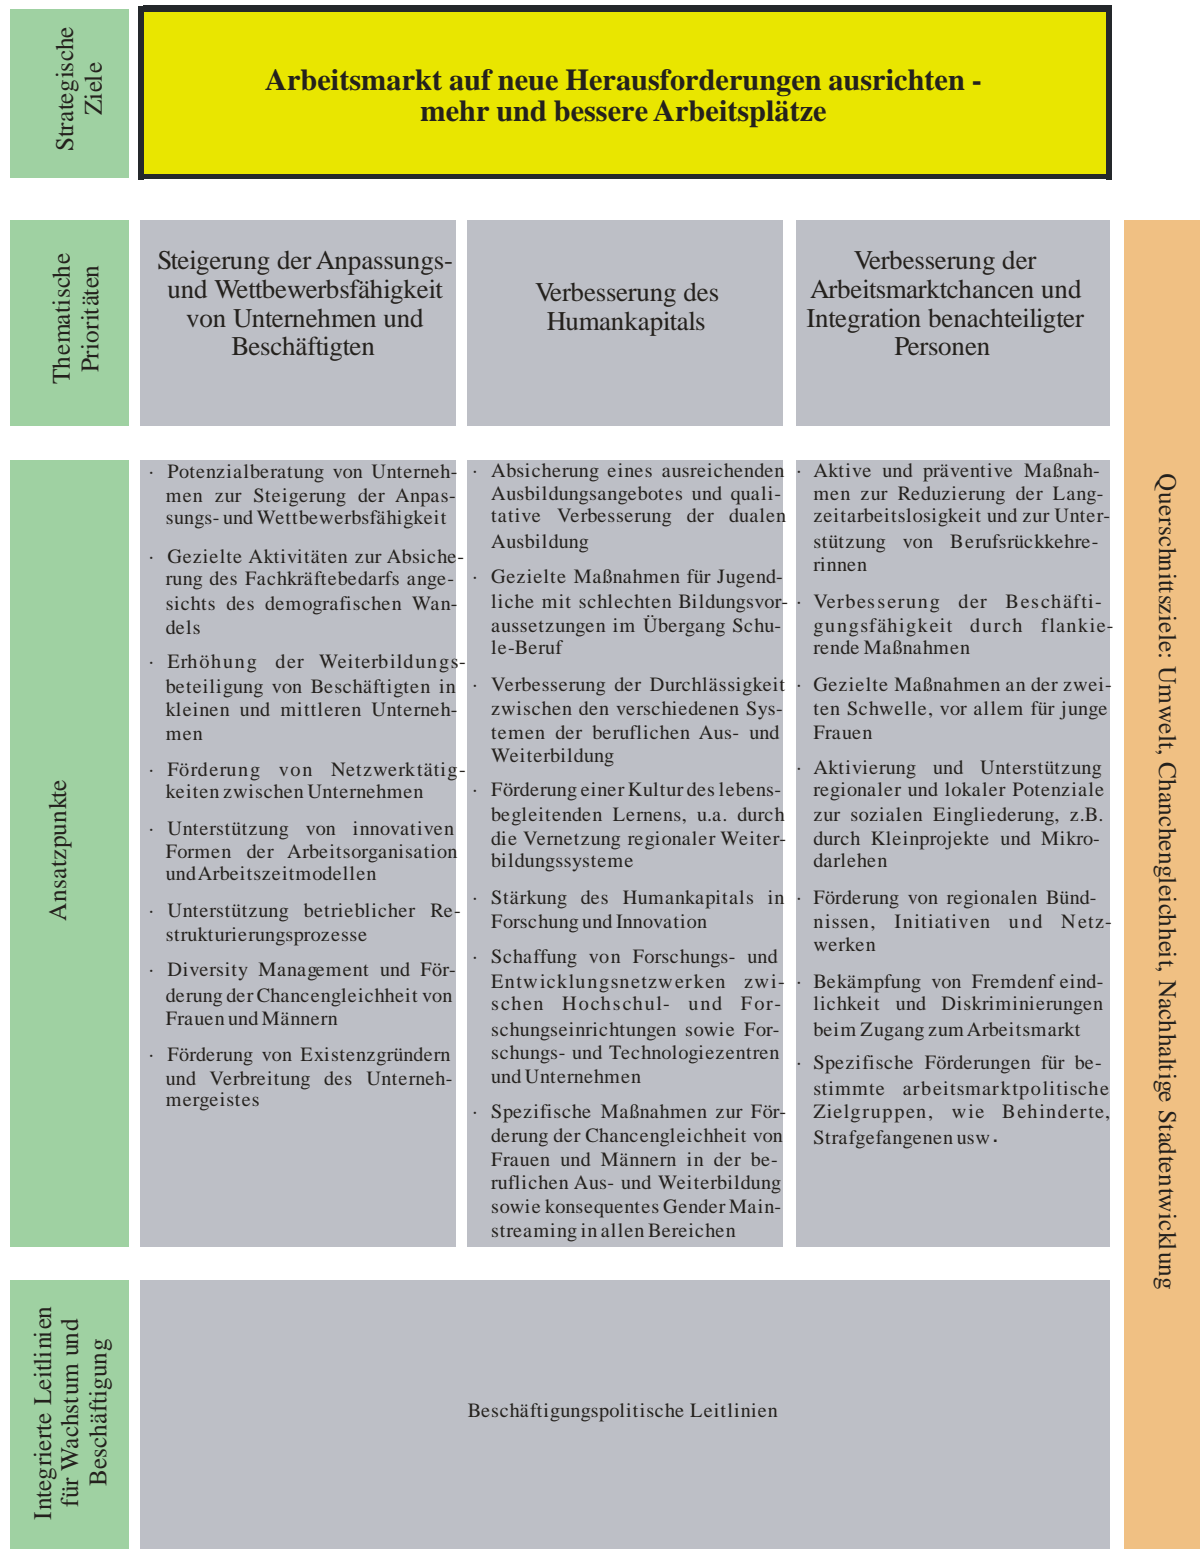 Strategische
Ziele
Arbeitsmarkt auf neue Herausforderungen ausrichten -
mehr und bessere Arbeitsplätze
Thematische
Prioritäten
Steigerung der Anpassungs-
und Wettbewerbsfähigkeit
von Unternehmen und
Beschäftigten
Verbesserung des
Humankapitals
Verbesserung der
Arbeitsmarktchancen und
Integration benachteiligter
Personen
Ansatzpunkte
· Potenzialberatung von Unterneh-
men zur Steigerung der Anpas-
sungs- und Wettbewerbsfähigkeit
· Gezielte Aktivitäten zur Absiche-
rung des Fachkräftebedarfs ange-
sichts des demografischen Wan-
dels
· Erhöhung der Weiterbildungs-
beteiligung von Beschäftigten in
kleinen und mittleren Unterneh-
men
· Förderung von Netzwerktätig-
keiten zwischen Unternehmen
· Unterstützung von innovativen
Formen der Arbeitsorganisation
und Arbeitszeitmodellen
· Unterstützung betrieblicher Re-
strukturierungsprozesse
· Diversity Management und För-
derung der Chancengleichheit von
Frauen und Männern
· Förderung von Existenzgründern
und Verbreitung des Unterneh-
mergeistes
· Absicherung eines ausreichenden
Ausbildungsangebotes und quali-
tative Verbesserung der dualen
Ausbildung
· Gezielte Maßnahmen für Jugend-
liche mit schlechten Bildungsvor-
aussetzungen im Übergang Schu-
le-Beruf
· Verbesserung der Durchlässigkeit
zwischen den verschiedenen Sys-
temen der beruflichen Aus- und
Weiterbildung
· Förderung einer Kultur des lebens-
begleitenden Lernens, u.a. durch
die Vernetzung regionaler Weiter-
bildungssysteme
· Stärkung des Humankapitals in
Forschung und Innovation
· Schaffung von Forschungs- und
Entwicklungsnetzwerken zwi-
schen Hochschul- und For-
schungseinrichtungen sowie For-
schungs- und Technologiezentren
und Unternehmen
· Spezifische Maßnahmen zur För-
derung der Chancengleichheit von
Frauen und Männern in der be-
ruflichen Aus- und Weiterbildung
sowie konsequentes Gender Main-
streaming in allen Bereichen
· Aktive und präventive Maßnah-
men zur Reduzierung der Lang-
zeitarbeitslosigkeit und zur Unter-
stützung von Berufsrückkehre-
rinnen
· Verbesserung der Beschäfti-
gungsfähigkeit durch flankie-
rende Maßnahmen
· Gezielte Maßnahmen an der zwei-
ten Schwelle, vor allem für junge
Frauen
· Aktivierung und Unterstützung
regionaler und lokaler Potenziale
zur sozialen Eingliederung, z.B.
durch Kleinprojekte und Mikro-
darlehen
· Förderung von regionalen Bünd-
nissen, Initiativen und Netz-
werken
· Bekämpfung von Fremdenfeind-
lichkeit und Diskriminierungen
beim Zugang zum Arbeitsmarkt
· Spezifische Förderungen für be-
stimmte arbeitsmarktpolitische
Zielgruppen, wie Behinderte,
Strafgefangenen usw.
Integrierte Leitlinien
für Wachstum und
Beschäftigung
Beschäftigungspolitische Leitlinien
Querschnittsziele: Umwelt, Chanchengleichheit, Nachhaltige Stadtentwicklung